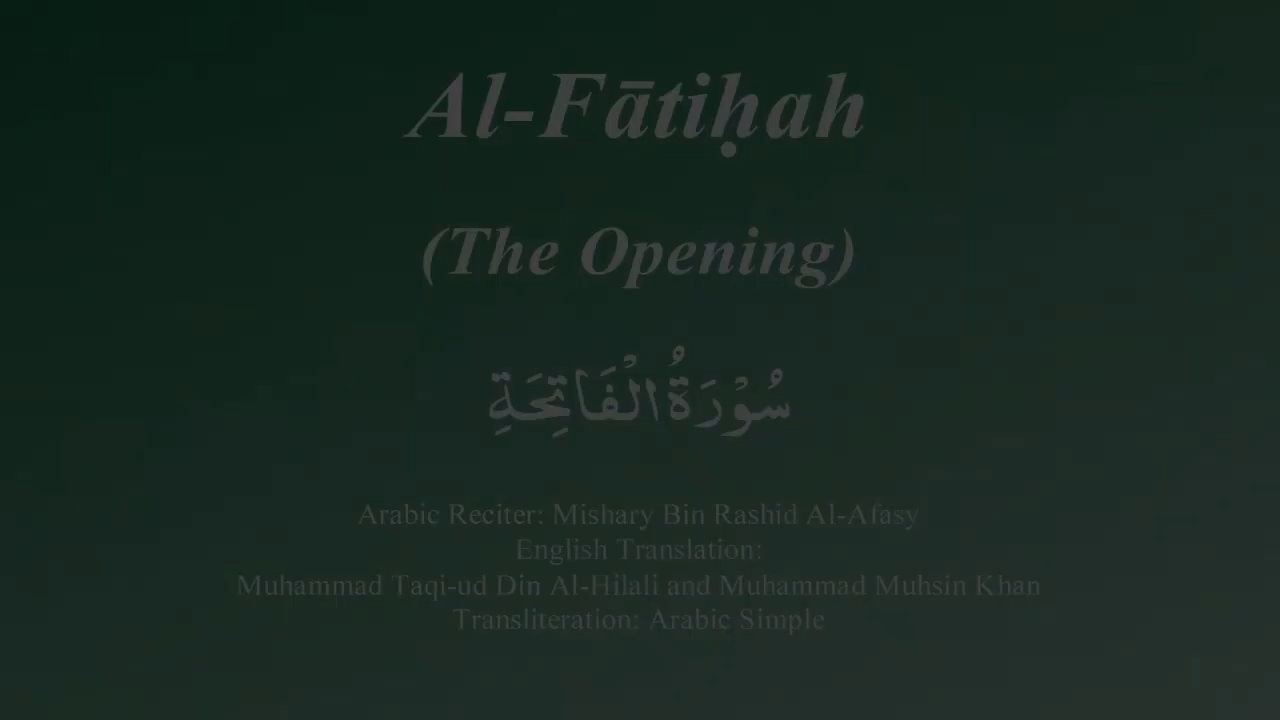 Al-Fātiḥah
(The Opening)
سُوْرَةُ الْفَاتِحَةِ
Arabic Reciter: Mishary Bin Rashid Al-Afasy
English Translation:
Muhammad Taqi-ud Din Al-Hilali and Muhammad Muhsin Khan
Transliteration: Arabic Simple